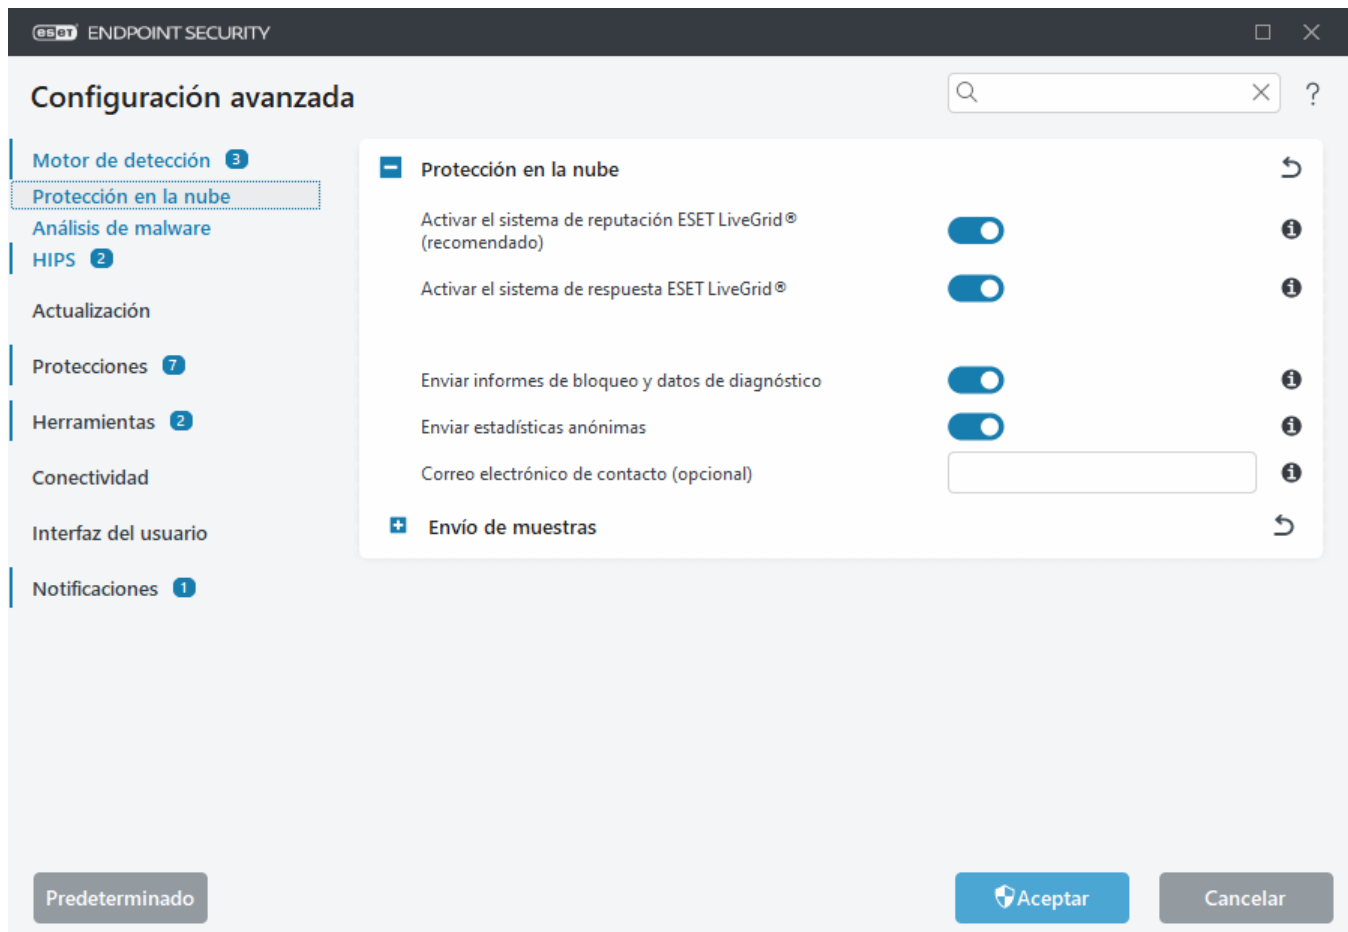 eset ENDPOINT SECURITY
Configuración avanzada
?
Motor de detección 3
Protección en la nube
Análisis de malware
HIPS 2
Actualización
Protecciones 7
Herramientas 2
Conectividad
Interfaz del usuario
Notificaciones 1
Protección en la nube
Activar el sistema de reputación ESET LiveGrid®
(recomendado)
Activar el sistema de respuesta ESET LiveGrid®
Enviar informes de bloqueo y datos de diagnóstico
Enviar estadísticas anónimas
Correo electrónico de contacto (opcional)
Envío de muestras
Predeterminado
Aceptar
Cancelar